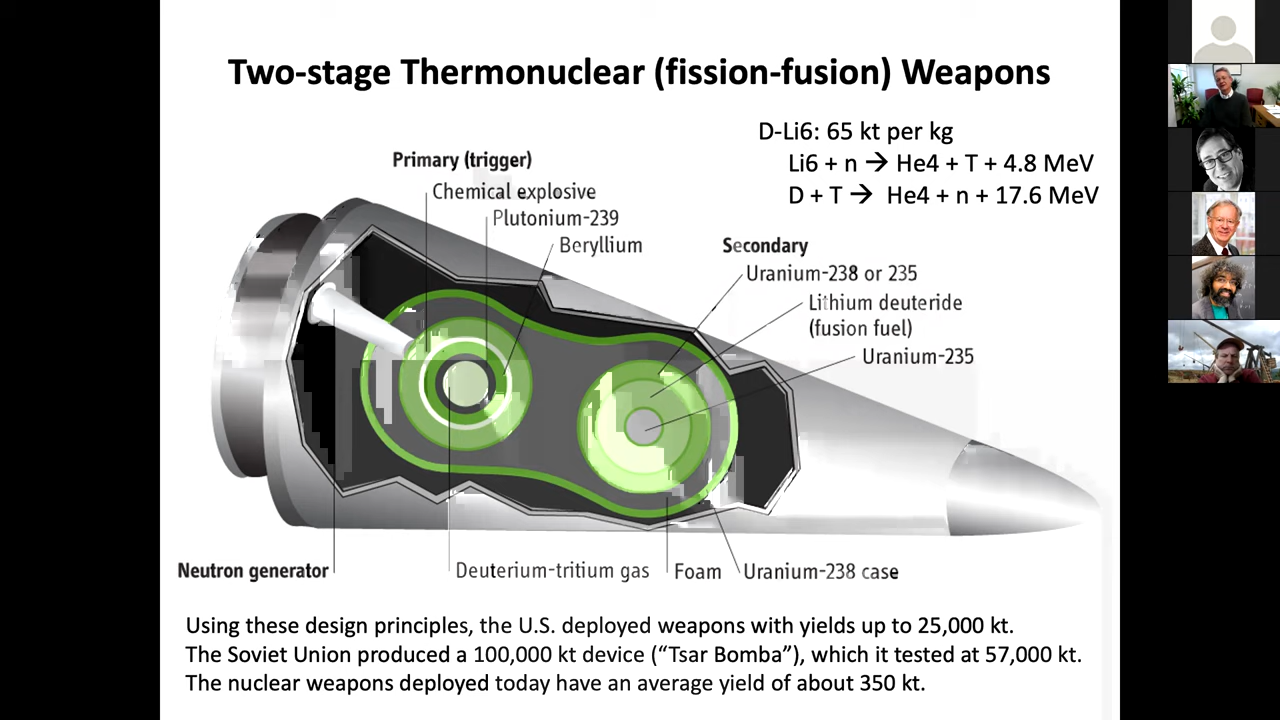 Two-stage Thermonuclear (fission-fusion) Weapons
D-Li6: 65 kt per kg
Li6 + n → He4 + T + 4.8 MeV
D + T → He4 + n + 17.6 MeV
Primary (trigger)
Chemical explosive
Plutonium-239
Beryllium
Secondary
Uranium-238 or 235
Lithium deuteride
(fusion fuel)
Uranium-235
Neutron generator
Deuterium-tritium gas
Foam
Uranium-238 case
Using these design principles, the U.S. deployed weapons with yields up to 25,000 kt.
The Soviet Union produced a 100,000 kt device (“Tsar Bomba”), which it tested at 57,000 kt.
The nuclear weapons deployed today have an average yield of about 350 kt.